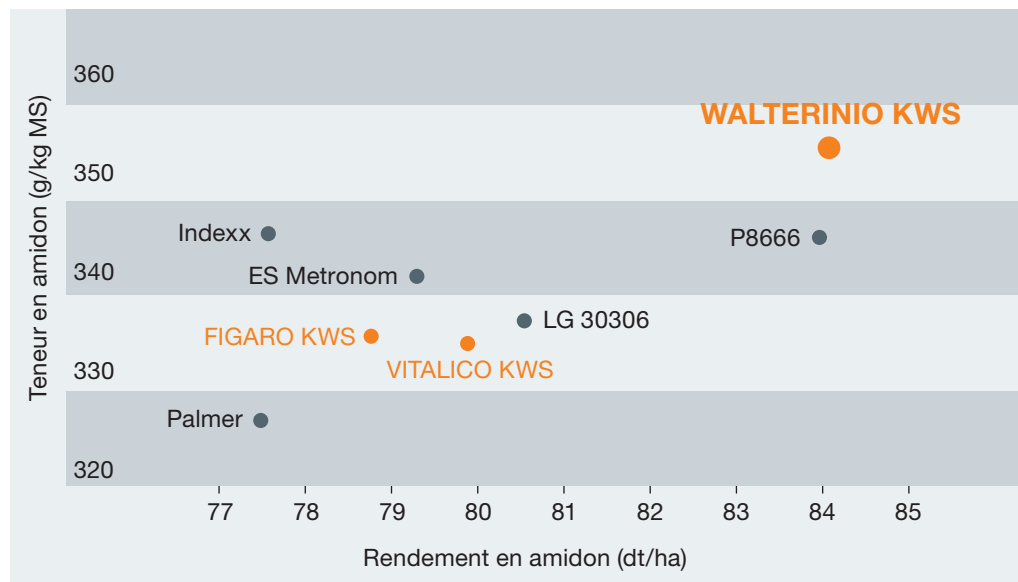 Teneur en amidon (g/kg MS)
360
WALTERINIO KWS
350
Indexx
P8666
340
ES Metronom
LG 30306
FIGARO KWS
VITALICO KWS
330
Palmer
320
77 78 79 80 81 82 83 84 85
Rendement en amidon (dt/ha)